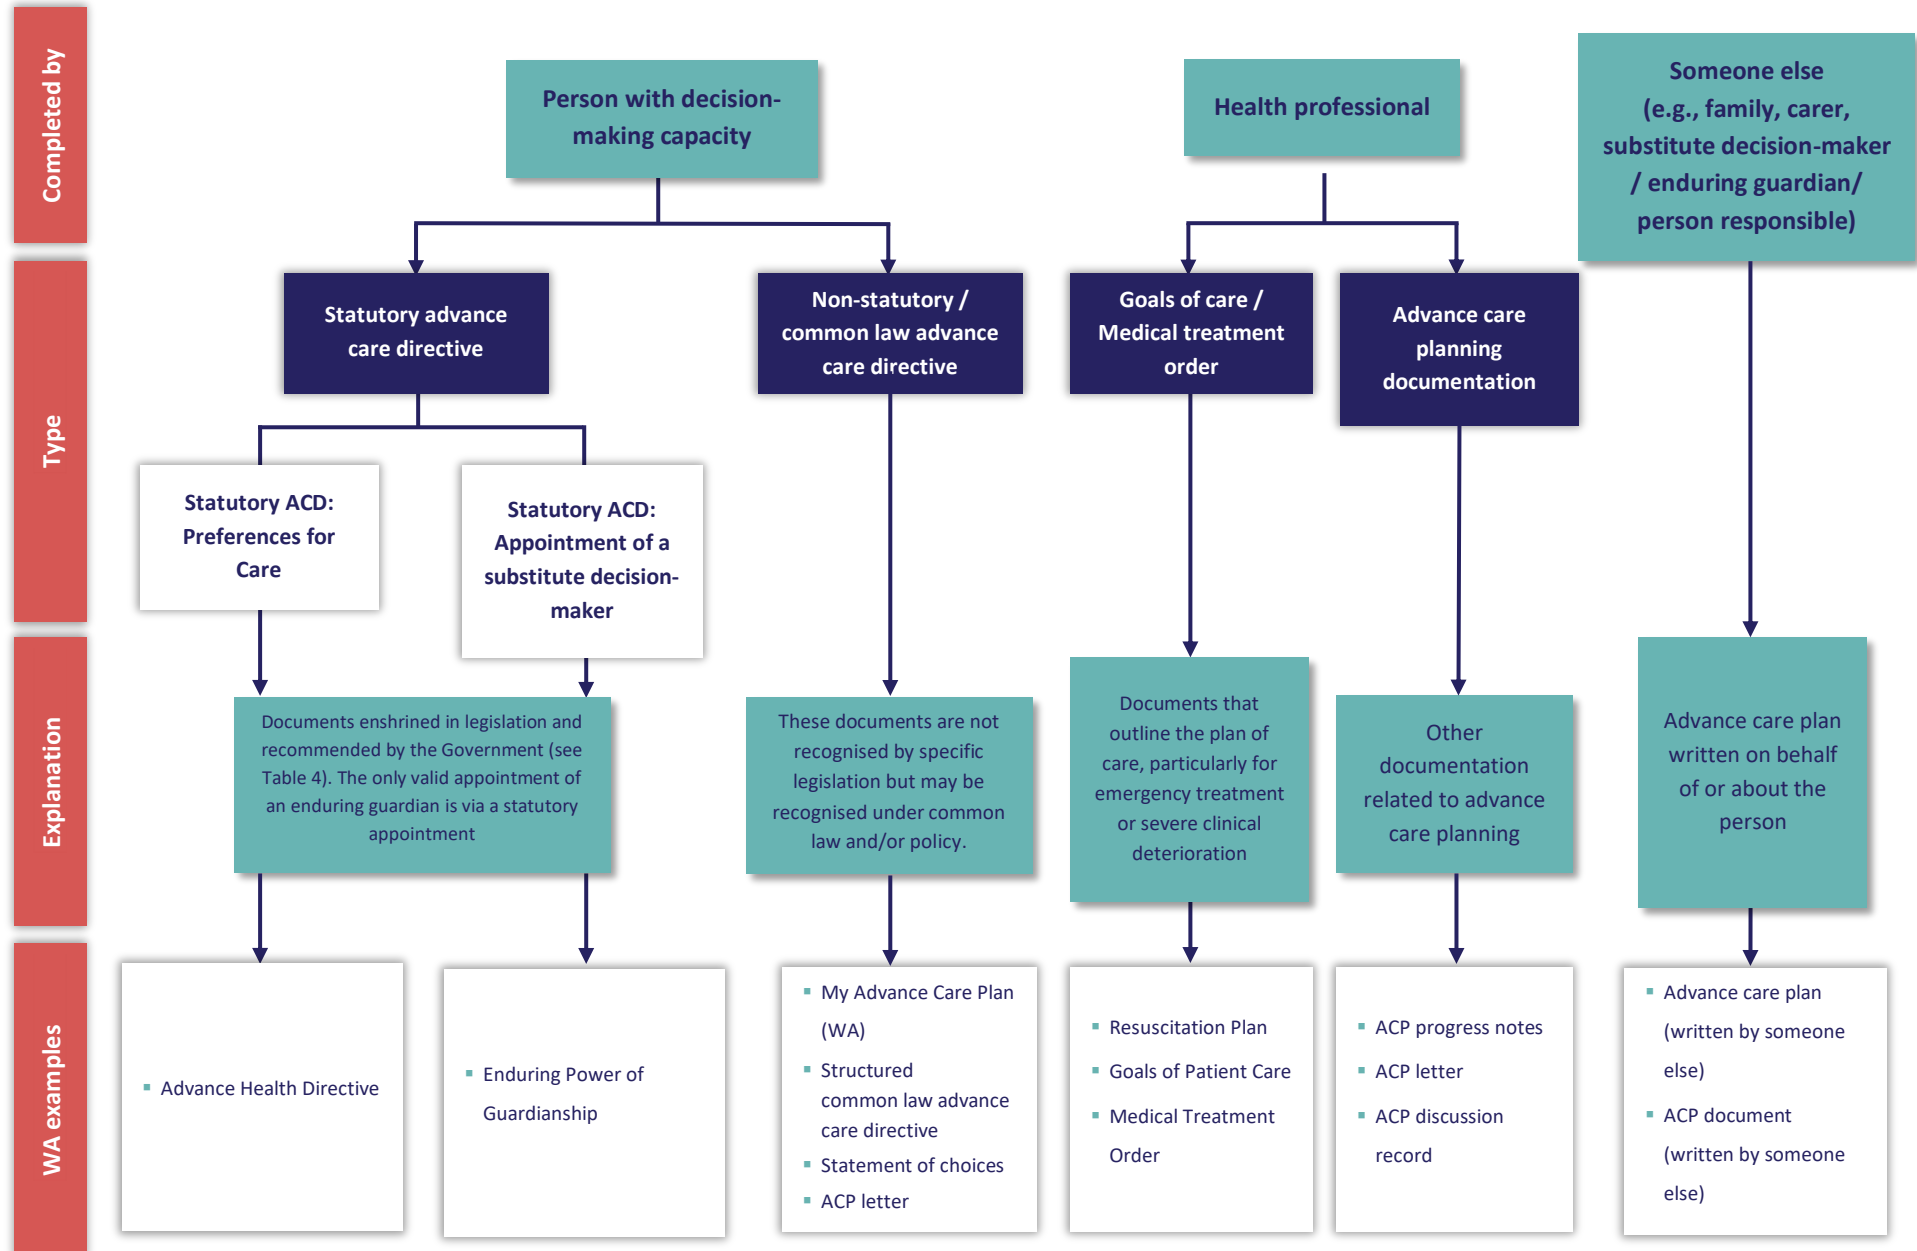 Completed by
Person with decision-
making capacity
Health professional
Someone else
(e.g., family, carer,
substitute decision-maker
/ enduring guardian/
person responsible)
Type
Statutory advance
care directive
Non-statutory /
common law advance
care directive
Goals of care /
Medical treatment
order
Advance care
planning
documentation
Statutory ACD:
Preferences for
Care
Statutory ACD:
Appointment of a
substitute decision-
maker
Explanation
Documents enshrined in legislation and
recommended by the Government (see
Table 4). The only valid appointment of
an enduring guardian is via a statutory
appointment
These documents are not
recognised by specific
legislation but may be
recognised under common
law and/or policy.
Documents that
outline the plan of
care, particularly for
emergency treatment
or severe clinical
deterioration
Other
documentation
related to advance
care planning
Advance care plan
written on behalf
of or about the
person
WA examples
▪ Advance Health Directive
▪ Enduring Power of
Guardianship
▪ My Advance Care Plan
(WA)
▪ Structured
common law advance
care directive
▪ Statement of choices
▪ ACP letter
▪ Resuscitation Plan
▪ Goals of Patient Care
▪ Medical Treatment
Order
▪ ACP progress notes
▪ ACP letter
▪ ACP discussion
record
▪ Advance care plan
(written by someone
else)
▪ ACP document
(written by someone
else)